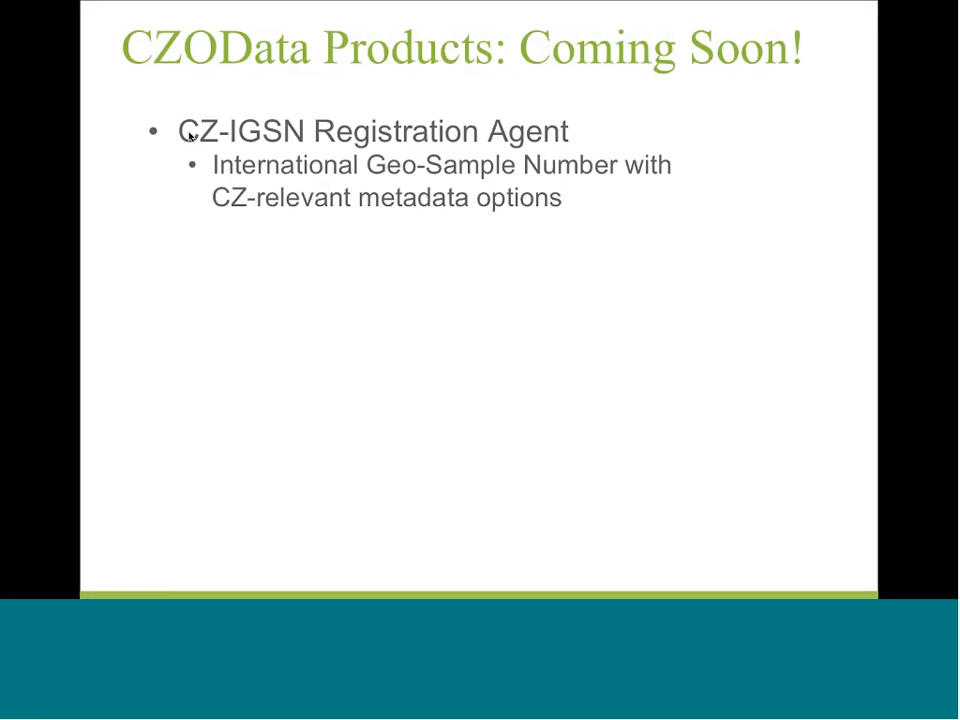 CZOData Products: Coming Soon!
• CZ-IGSN Registration Agent
• International Geo-Sample Number with
CZ-relevant metadata options